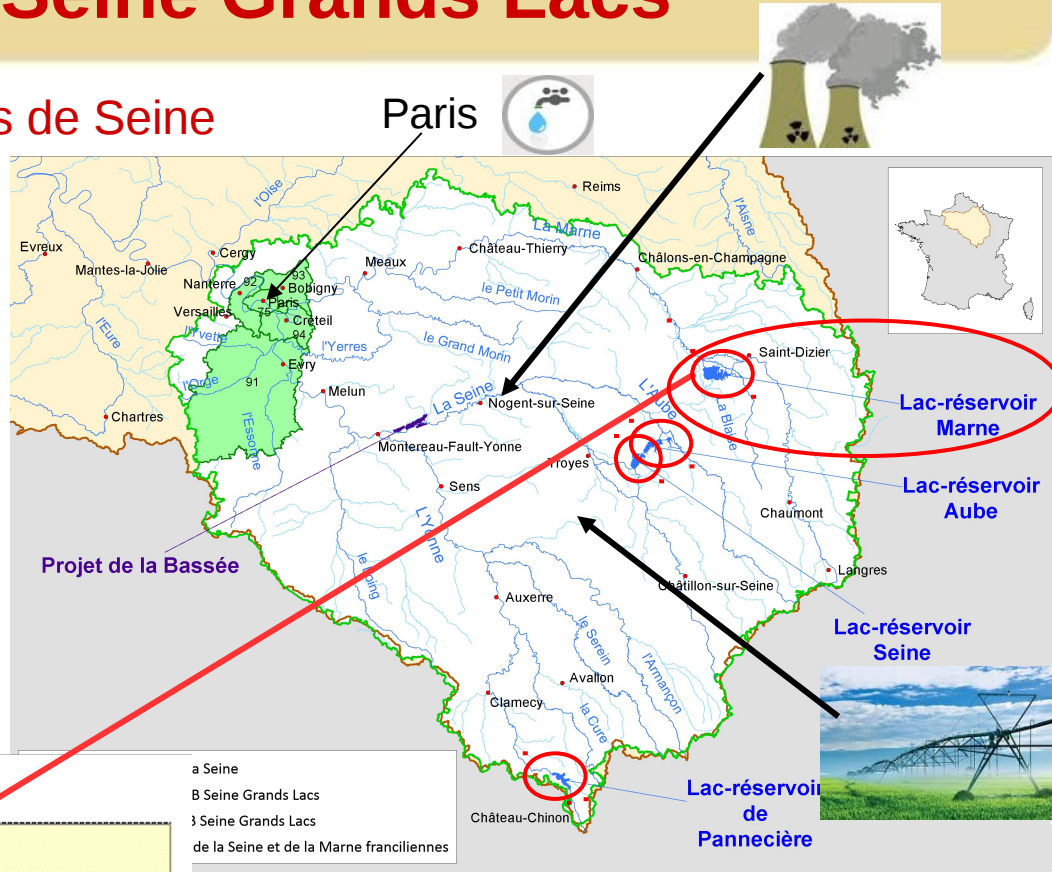 Seine Grands Lacs
s de Seine
Paris
Reims
l'Oise
l'Aisne
La Marne
Evreux
Cergy
Château-Thierry
Châlons-en-Champagne
Mantes-la-Jolie
Meaux
93
Nanterre
92
Bobigny
le Petit Morin
Paris
75
Versailles
Créteil
94
l'Eure
l'Yvette
l'Yerres
le Grand Morin
Saint-Dizier
Evry
l'Orge
91
Melun
La Seine
Nogent-sur-Seine
L'Aube
La Blaise
Lac-réservoir
Marne
Chartres
l'Essonne
Montereau-Fault-Yonne
Troyes
Sens
Lac-réservoir
Aube
Chaumont
L'Yonne
Projet de la Bassée
le Loing
Langres
Châtillon-sur-Seine
Auxerre
Lac-réservoir
Seine
le Serein
l'Armançon
Avallon
Clamecy
la Cure
a Seine
B Seine Grands Lacs
B Seine Grands Lacs
de la Seine et de la Marne franciliennes
Château-Chinon
Lac-réservoir
de
Pannecière